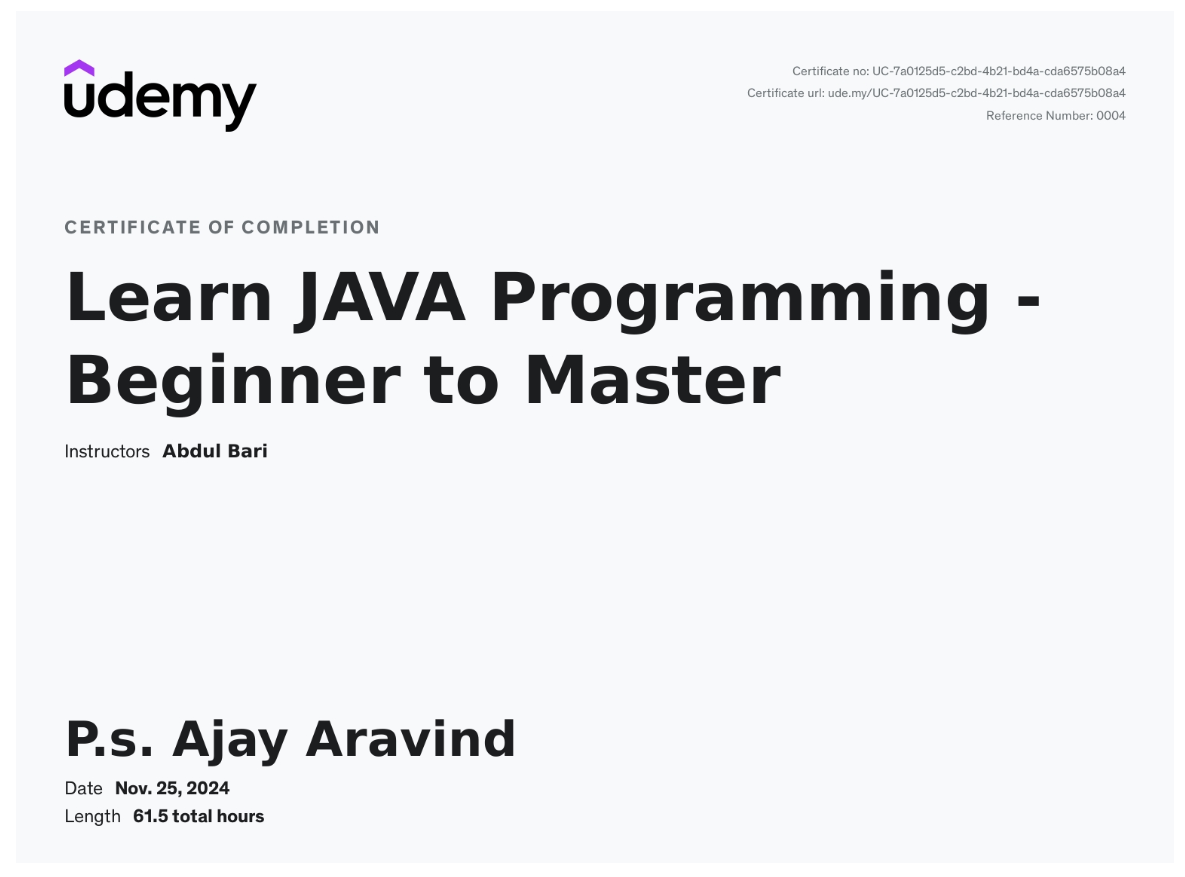 udemy
Certificate no: UC-7a0125d5-c2bd-4b21-bd4a-cda6575b08a4
Certificate url: ude.my/UC-7a0125d5-c2bd-4b21-bd4a-cda6575b08a4
Reference Number: 0004
CERTIFICATE OF COMPLETION
Learn JAVA Programming -
Beginner to Master
Instructors Abdul Bari
P.s. Ajay Aravind
Date Nov. 25, 2024
Length 61.5 total hours